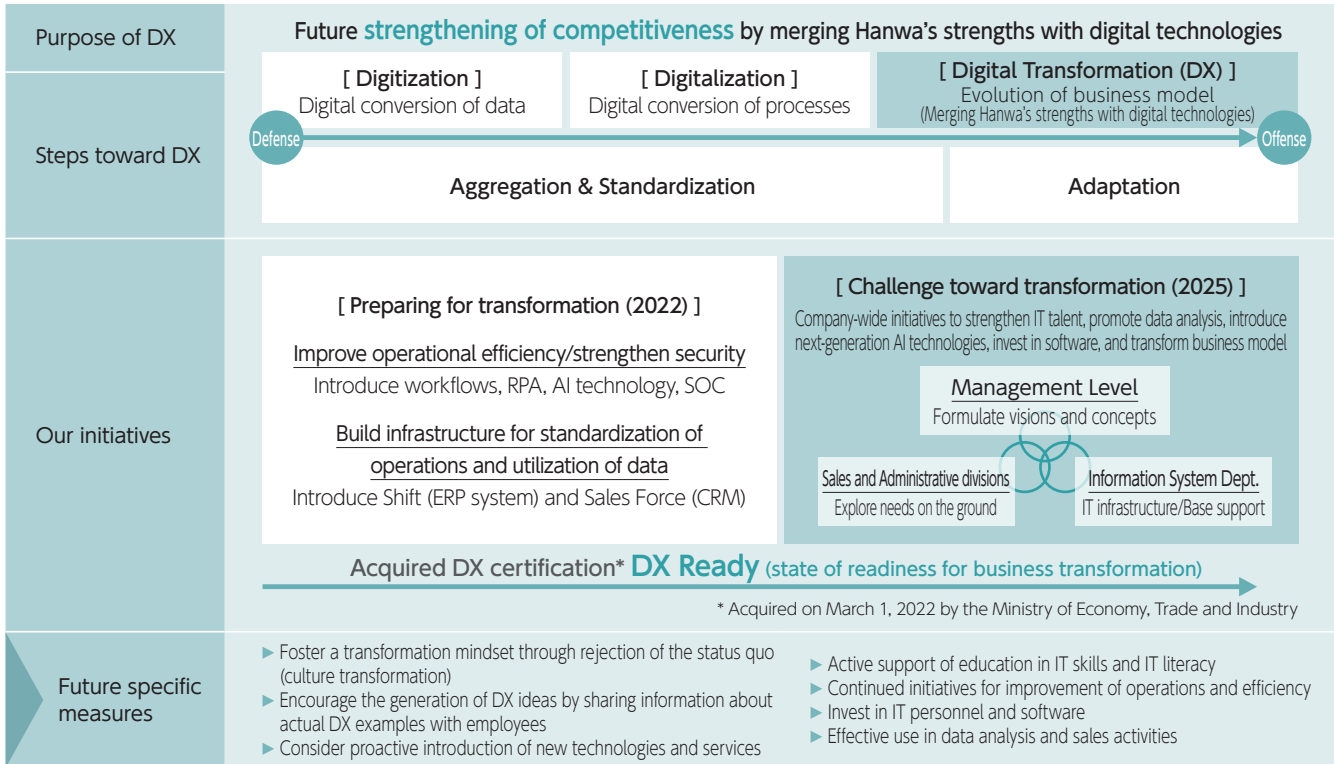 Purpose of DX
Future strengthening of competitiveness by merging Hanwa’s strengths with digital technologies
Steps toward DX
[ Digitization ]
Digital conversion of data
[ Digitalization ]
Digital conversion of processes
[ Digital Transformation (DX) ]
Evolution of business model
(Merging Hanwa’s strengths with digital technologies)
Defense
Offense
Aggregation & Standardization
Adaptation
Our initiatives
[ Preparing for transformation (2022) ]
Improve operational efficiency/strengthen security
Introduce workflows, RPA, AI technology, SOC
Build infrastructure for standardization of
operations and utilization of data
Introduce Shift (ERP system) and Sales Force (CRM)
[ Challenge toward transformation (2025) ]
Company-wide initiatives to strengthen IT talent, promote data analysis, introduce
next-generation AI technologies, invest in software, and transform business model
Management Level
Formulate visions and concepts
Sales and Administrative divisions
Explore needs on the ground
Information System Dept.
IT infrastructure/Base support
Acquired DX certification* DX Ready (state of readiness for business transformation)
* Acquired on March 1, 2022 by the Ministry of Economy, Trade and Industry
Future specific
measures
▶ Foster a transformation mindset through rejection of the status quo
(culture transformation)
▶ Encourage the generation of DX ideas by sharing information about
actual DX examples with employees
▶ Consider proactive introduction of new technologies and services
▶ Active support of education in IT skills and IT literacy
▶ Continued initiatives for improvement of operations and efficiency
▶ Invest in IT personnel and software
▶ Effective use in data analysis and sales activities